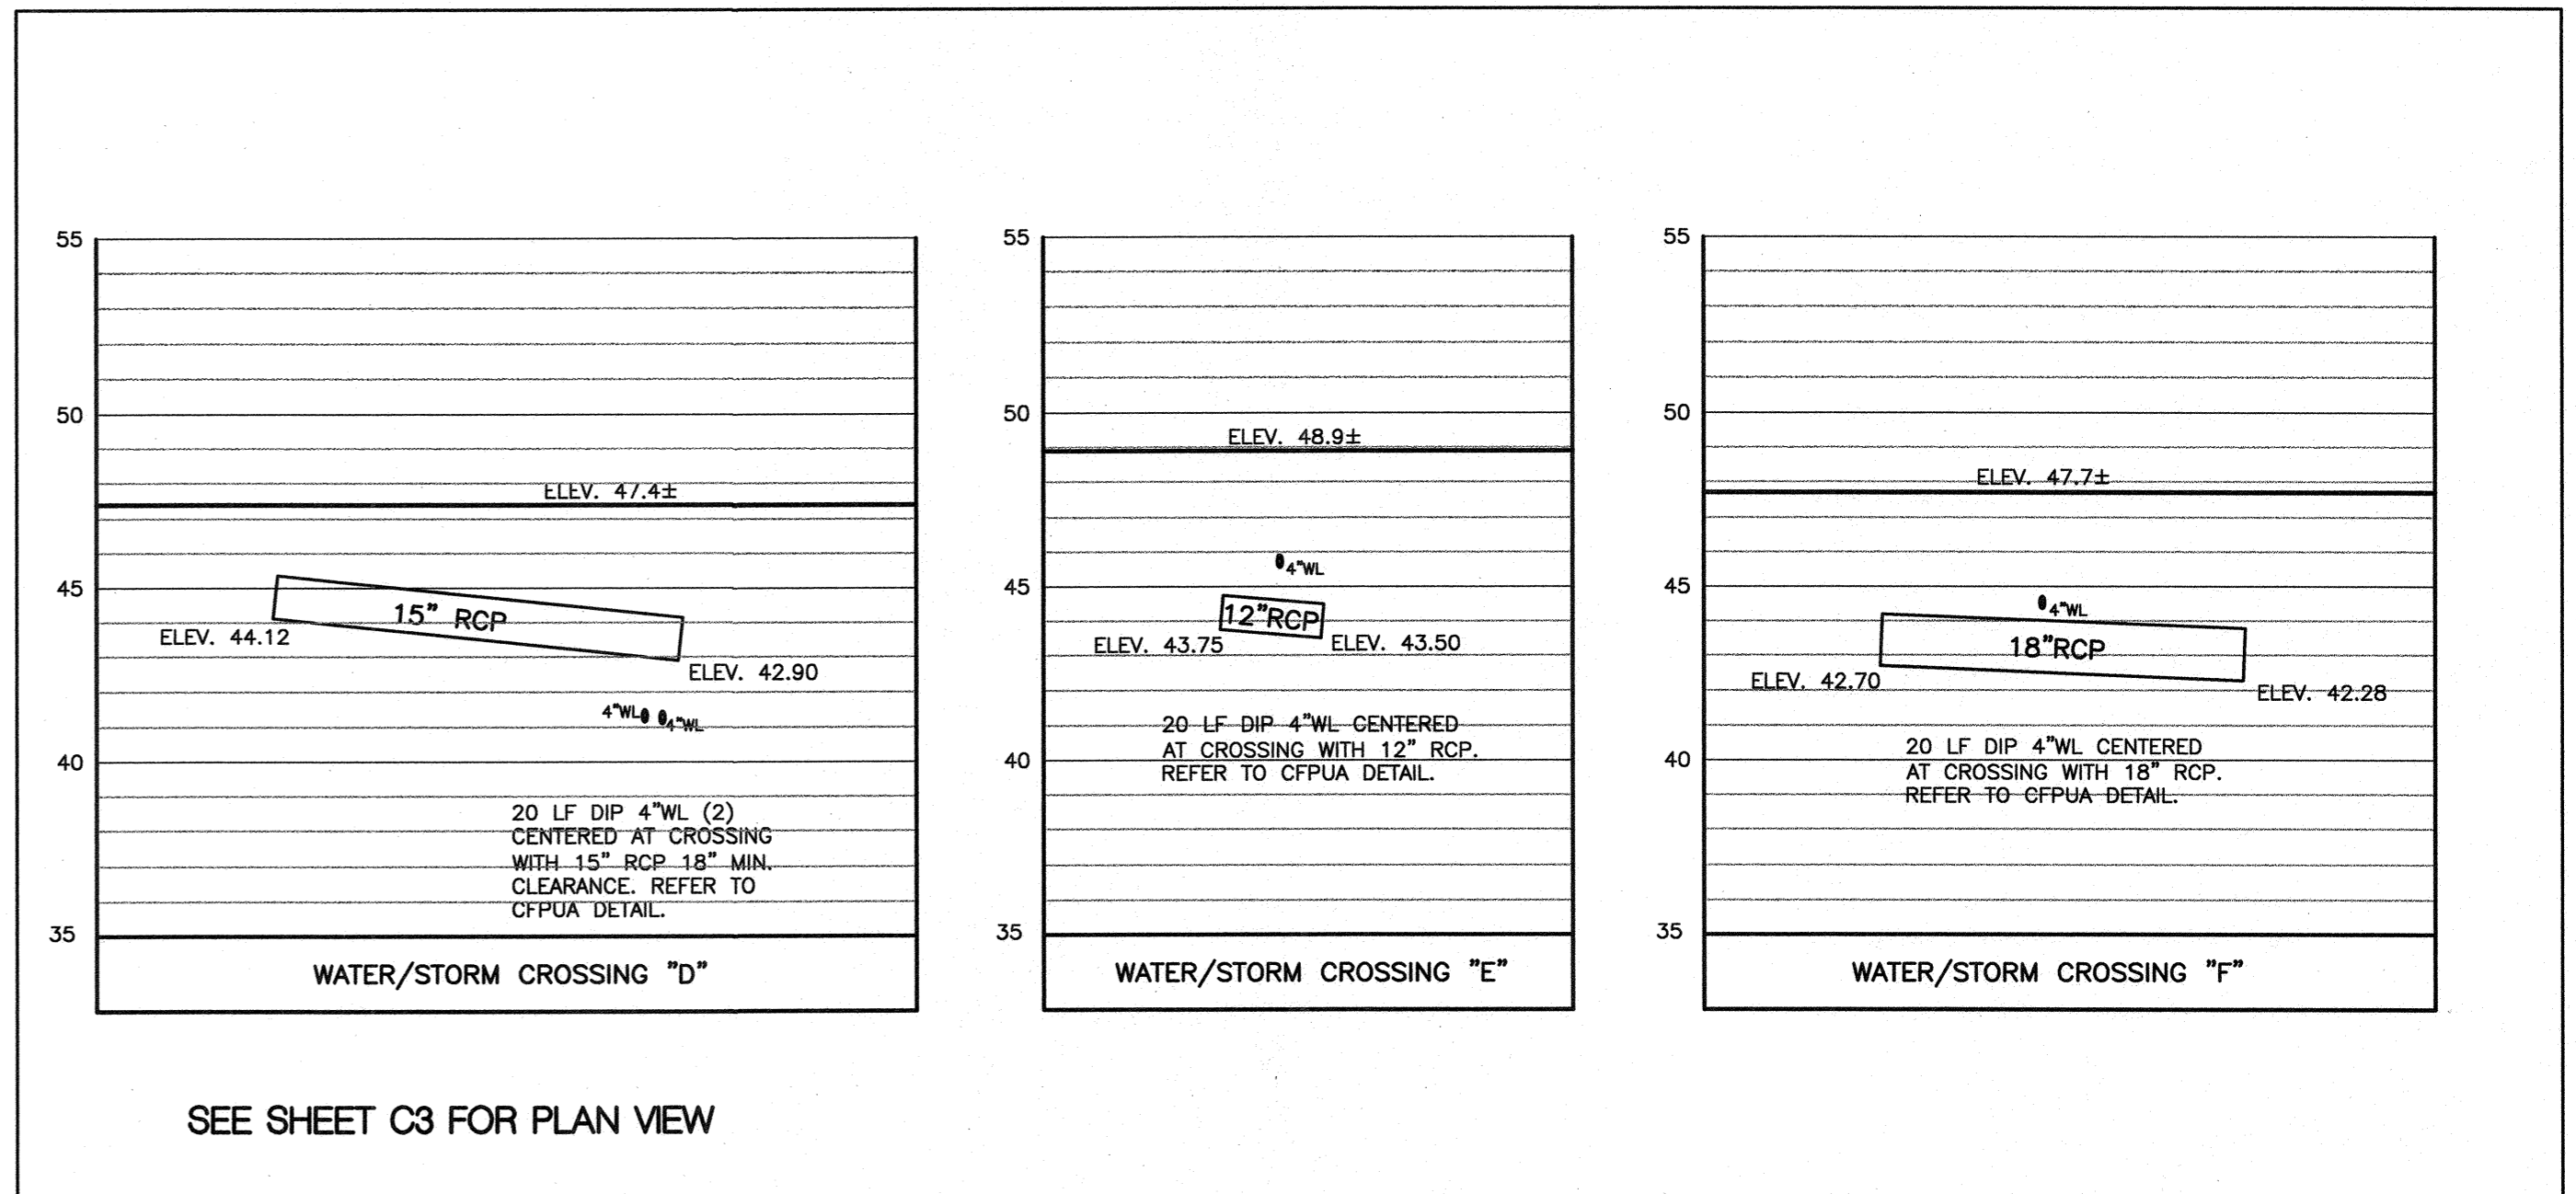 55
50
45
40
35
ELEV. 47.4±
15" RCP
ELEV. 44.12
ELEV. 42.90
4"WL
4"WL
20 LF DIP 4"WL (2)
CENTERED AT CROSSING
WITH 15" RCP 18" MIN.
CLEARANCE. REFER TO
CFPUA DETAIL.
WATER/STORM CROSSING "D"
55
50
45
40
35
ELEV. 48.9±
4"WL
12"RCP
ELEV. 43.75
ELEV. 43.50
20 LF DIP 4"WL CENTERED
AT CROSSING WITH 12" RCP.
REFER TO CFPUA DETAIL.
WATER/STORM CROSSING "E"
55
50
45
40
35
ELEV. 47.7±
4"WL
18"RCP
ELEV. 42.70
ELEV. 42.28
20 LF DIP 4"WL CENTERED
AT CROSSING WITH 18" RCP.
REFER TO CFPUA DETAIL.
WATER/STORM CROSSING "F"
SEE SHEET C3 FOR PLAN VIEW